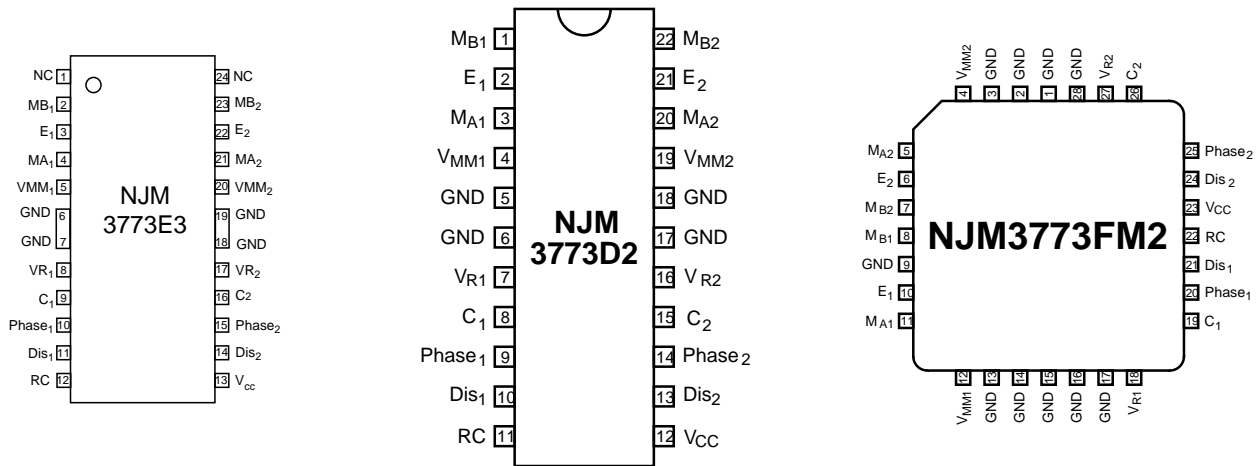 NC 1
MB1 2
E1 3
MA1 4
VMM1 5
GND 6
GND 7
VR1 8
C1 9
Phase1 10
Dis1 11
RC 12
NJM
3773E3
24 NC
23 MB2
22 E2
21 MA2
20 VMM2
19 GND
18 GND
17 VR2
16 C2
15 Phase2
14 Dis2
13 Vcc
MB1 1
E1 2
MA1 3
VMM1 4
GND 5
GND 6
VR1 7
C1 8
Phase1 9
Dis1 10
RC 11
NJM
3773D2
22 MB2
21 E2
20 MA2
19 VMM2
18 GND
17 GND
16 VR2
15 C2
14 Phase2
13 Dis2
12 VCC
VMM2 4
GND 3
GND 2
GND 1
GND 28
VR2 27
C2 26
MA2 5
E2 6
MB2 7
MB1 8
GND 9
E1 10
MA1 11
NJM3773FM2
25 Phase2
24 Dis2
23 VCC
22 RC
21 Dis1
20 Phase1
19 C1
VMM1 12
GND 13
GND 14
GND 15
GND 16
GND 17
VR1 18